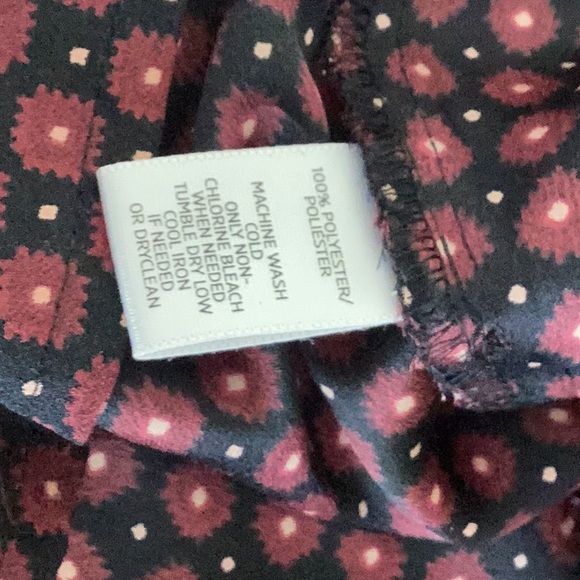 100% POLYESTER/
POLIÉSTER
MACHINE WASH
COLD
ONLY NON-
CHLORINE BLEACH
WHEN NEEDED
TUMBLE DRY LOW
COOL IRON
IF NEEDED
OR DRYCLEAN